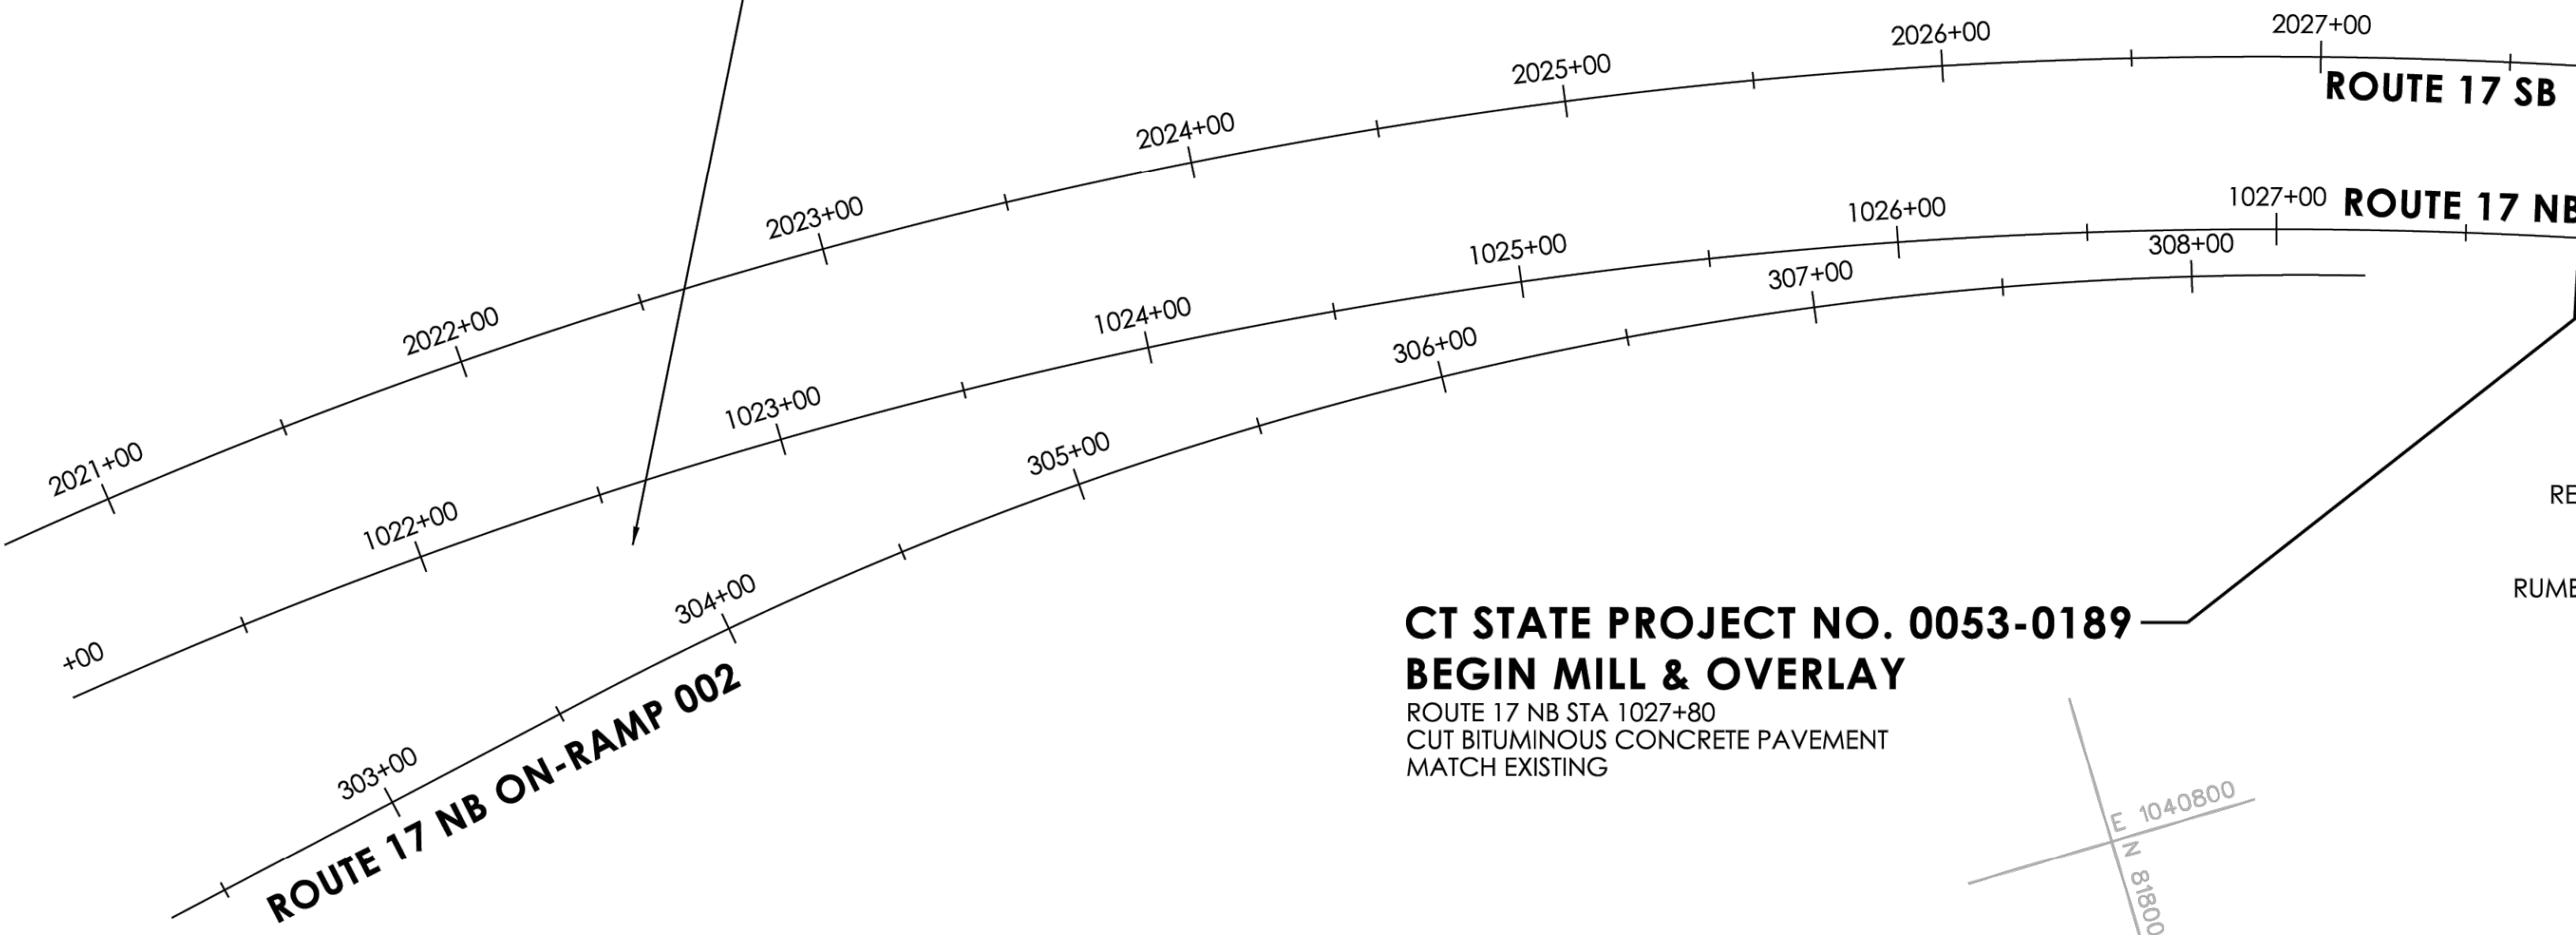 2021+00
2022+00
2023+00
2024+00
2025+00
2026+00
2027+00
ROUTE 17 SB
+00
1022+00
1023+00
1024+00
1025+00
1026+00
1027+00
ROUTE 17 NB
303+00
304+00
305+00
306+00
307+00
308+00
ROUTE 17 NB ON-RAMP 002
CT STATE PROJECT NO. 0053-0189
BEGIN MILL & OVERLAY
ROUTE 17 NB STA 1027+80
CUT BITUMINOUS CONCRETE PAVEMENT
MATCH EXISTING
E 1040800
N 81800